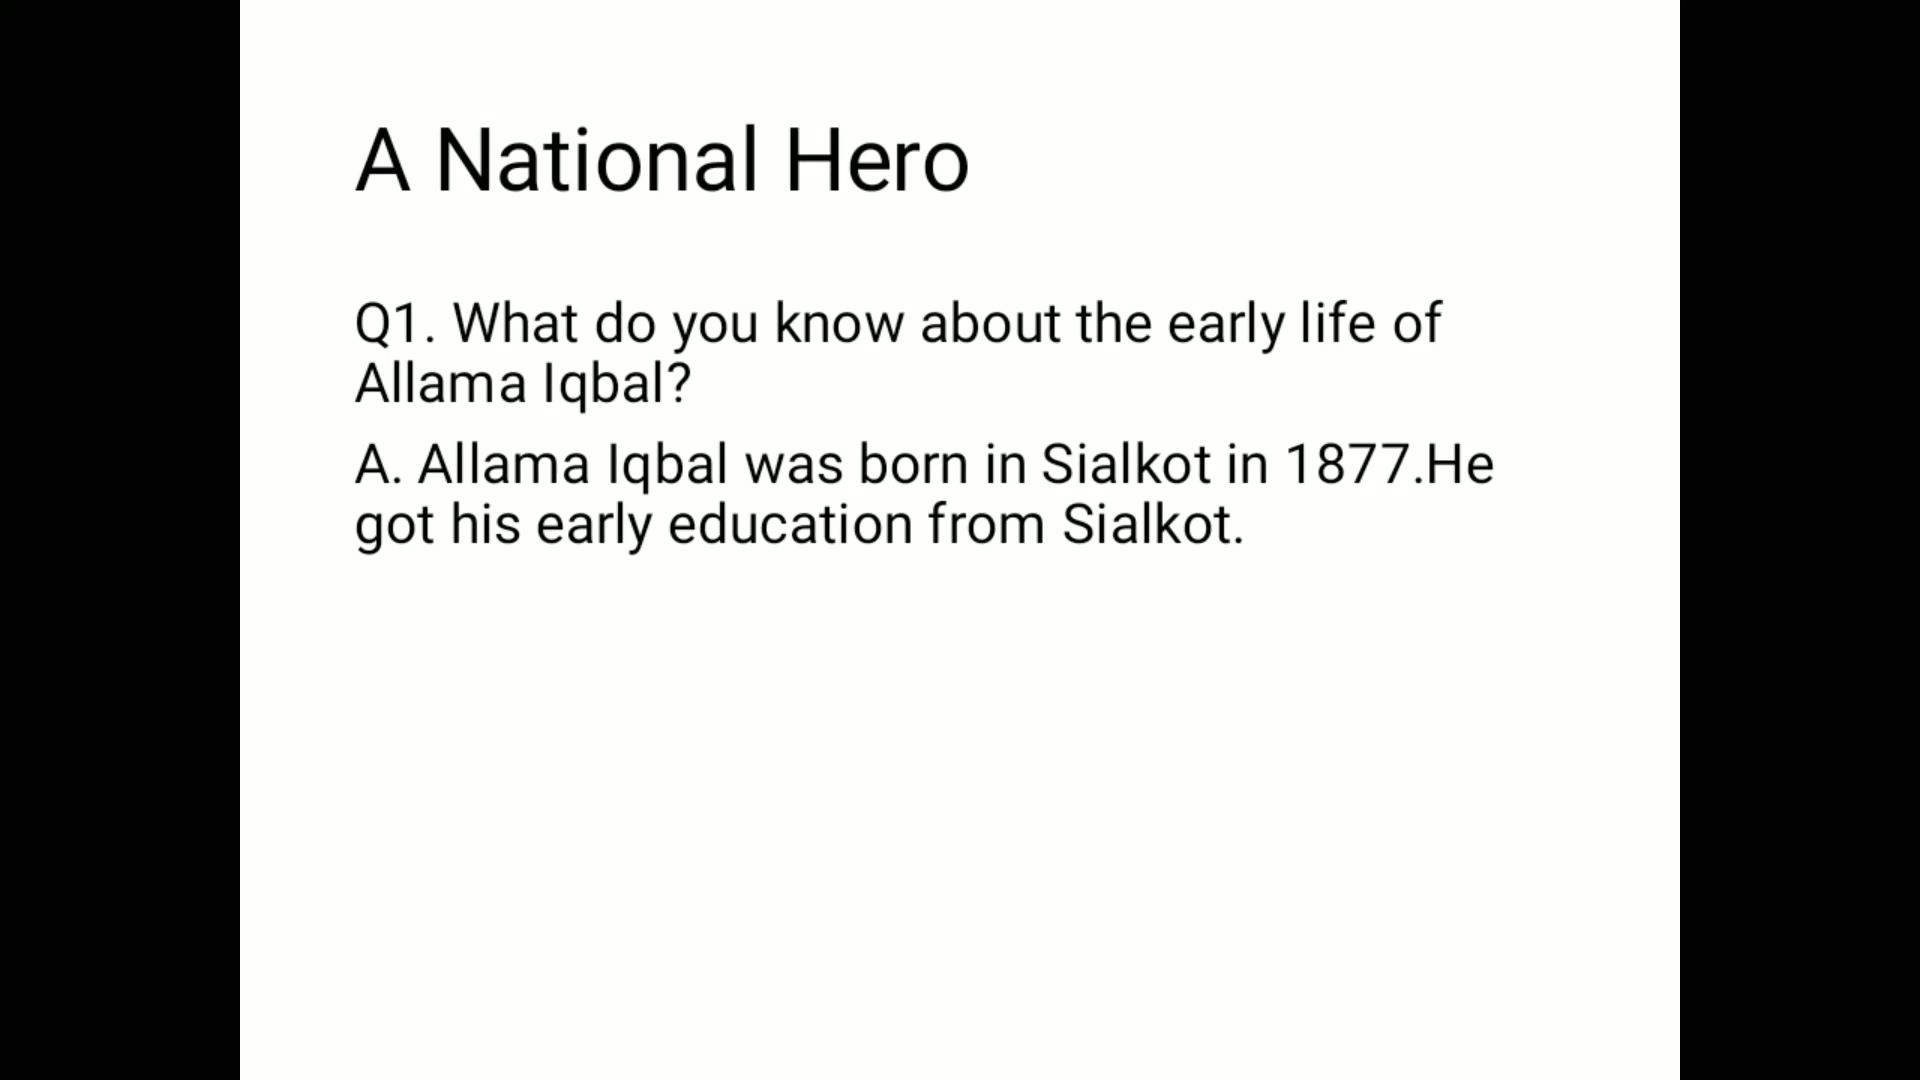 A National Hero
Q1. What do you know about the early life of
Allama Iqbal?
A. Allama Iqbal was born in Sialkot in 1877.He
got his early education from Sialkot.